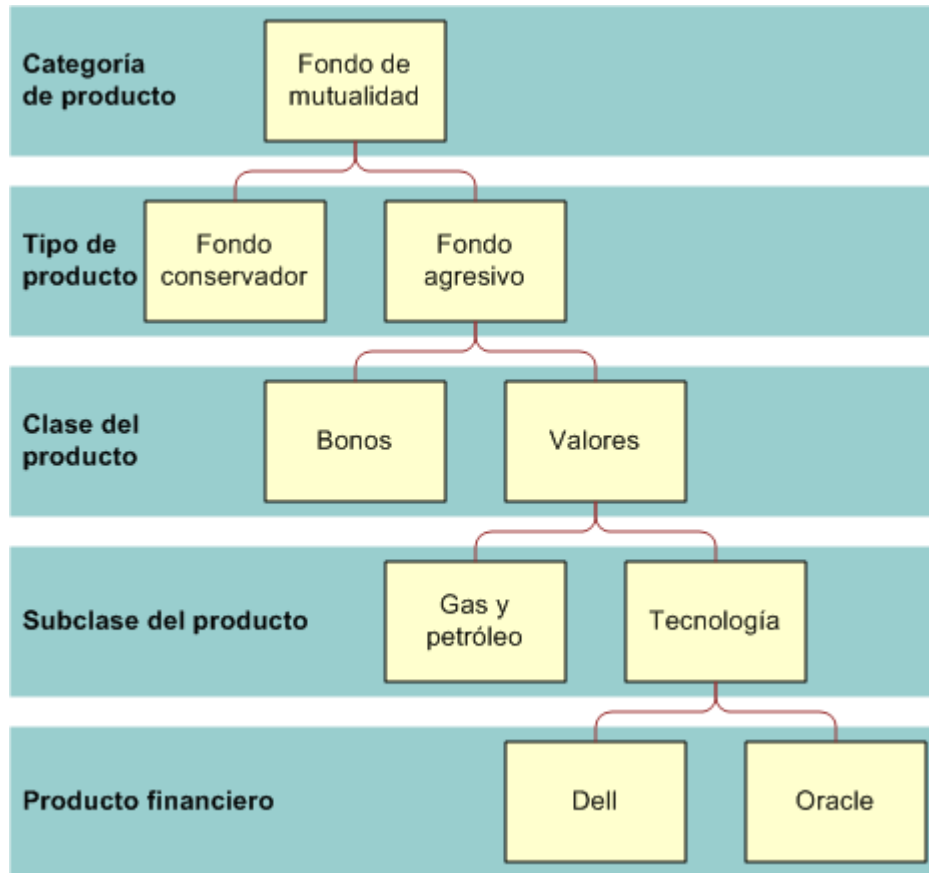 Categoría
de producto
Fondo de
mutualidad
Tipo de
producto
Fondo
conservador
Fondo
agresivo
Clase del
producto
Bonos
Valores
Subclase del producto
Gas y
petróleo
Tecnología
Producto financiero
Dell
Oracle